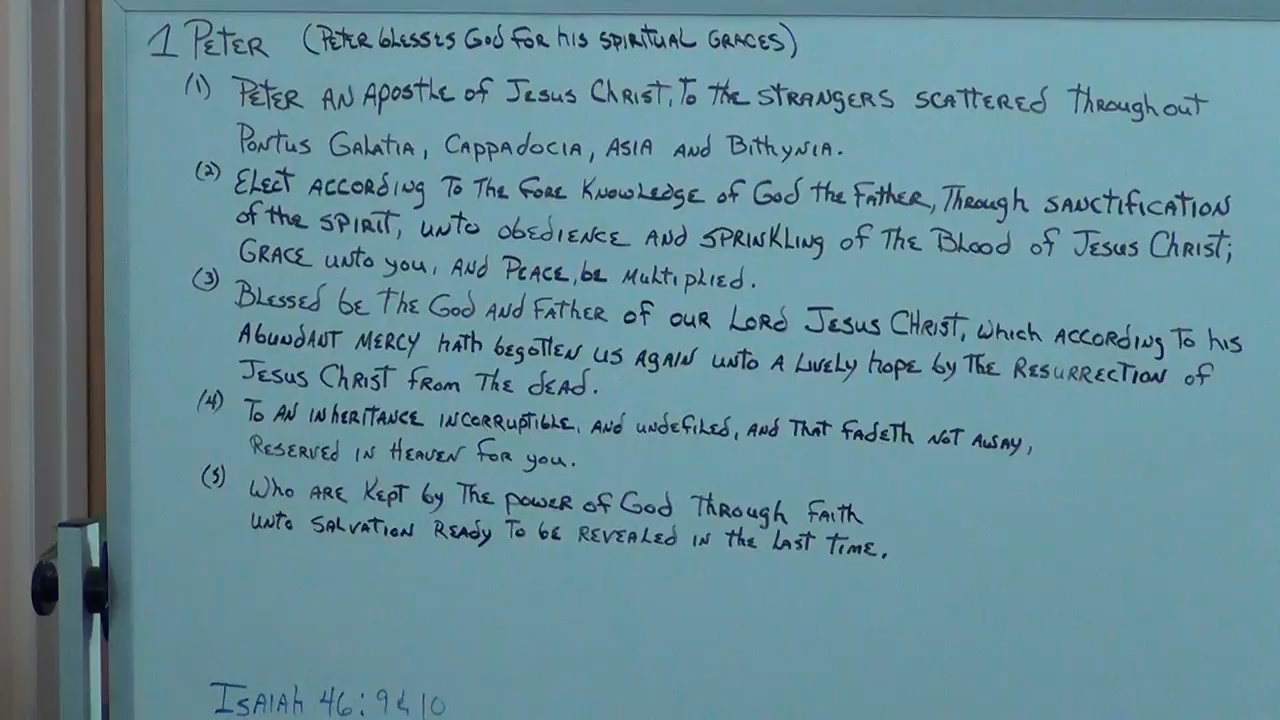 1 Peter (Peter blesses God for his spiritual graces)
(1) Peter an Apostle of Jesus Christ, To the strangers scattered throughout
Pontus Galatia, Cappadocia, Asia and Bithynia.
(2) Elect according to the fore knowledge of God the Father, through sanctification
of the spirit, unto obedience and sprinkling of the Blood of Jesus Christ;
Grace unto you, and Peace, be multiplied.
(3) Blessed be the God and Father of our Lord Jesus Christ, which according to his
abundant mercy hath begotten us again unto a lively hope by the resurrection of
Jesus Christ from the dead.
(4) To an inheritance incorruptible, and undefiled, and that fadeth not away,
reserved in Heaven for you.
(5) Who are kept by the power of God through faith
unto salvation ready to be revealed in the last time.
Isaiah 46:9 & 10